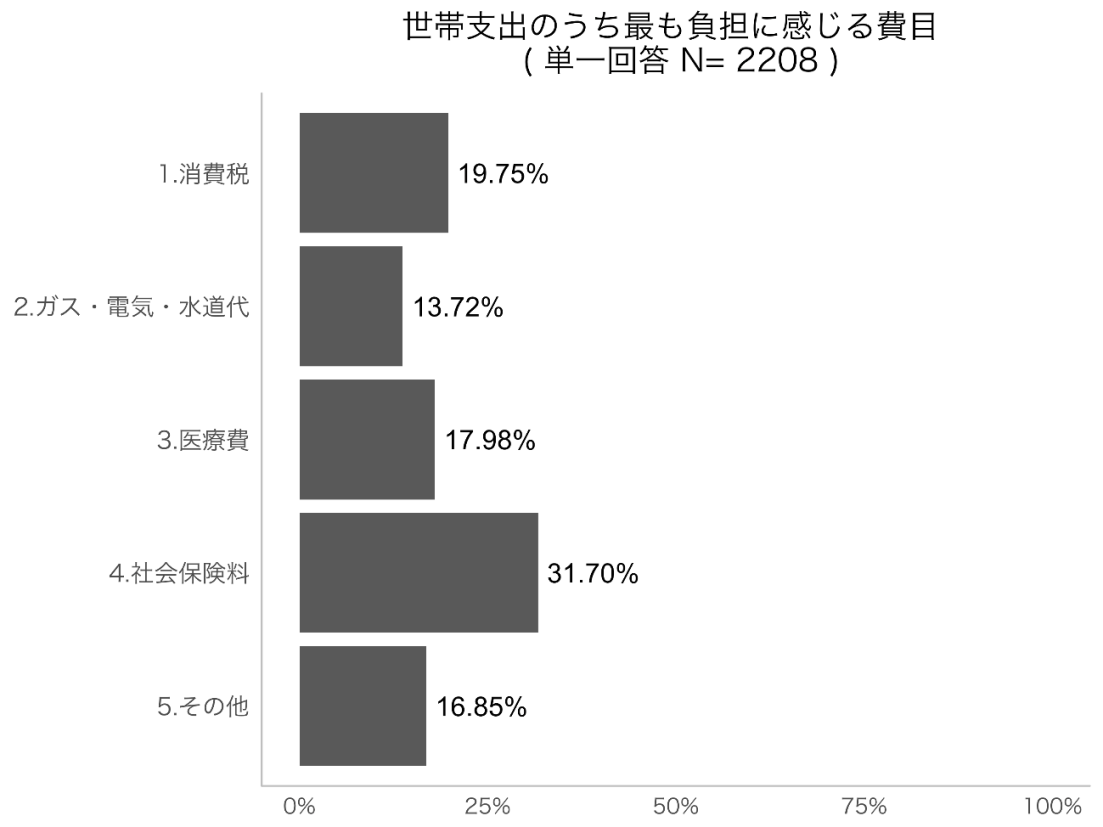 世帯支出のうち最も負担に感じる費目
( 単一回答 N= 2208 )
1.消費税
19.75%
2.ガス・電気・水道代
13.72%
3.医療費
17.98%
4.社会保険料
31.70%
5.その他
16.85%
0%
25%
50%
75%
100%